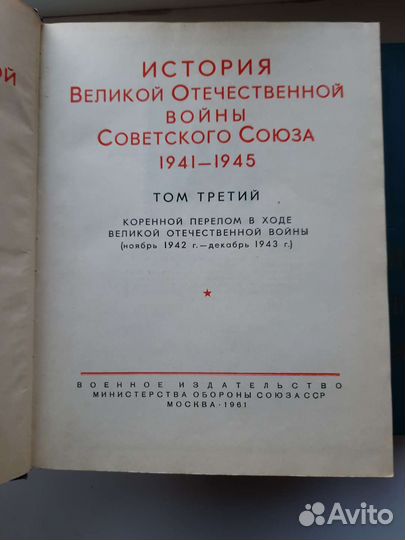 ОЙ
ИСТОРИЯ
ВЕЛИКОЙ ОТЕЧЕСТВЕННОЙ
ВОЙНЫ
СОВЕТСКОГО СОЮЗА
1941—1945
ТОМ ТРЕТИЙ
КОРЕННОЙ ПЕРЕЛОМ В ХОДЕ
ВЕЛИКОЙ ОТЕЧЕСТВЕННОЙ ВОЙНЫ
(ноябрь 1942 г.—декабрь 1943 г.)
ВОЕННОЕ ИЗДАТЕЛЬСТВО
МИНИСТЕРСТВА ОБОРОНЫ СОЮЗА ССР
МОСКВА · 1961
Avito